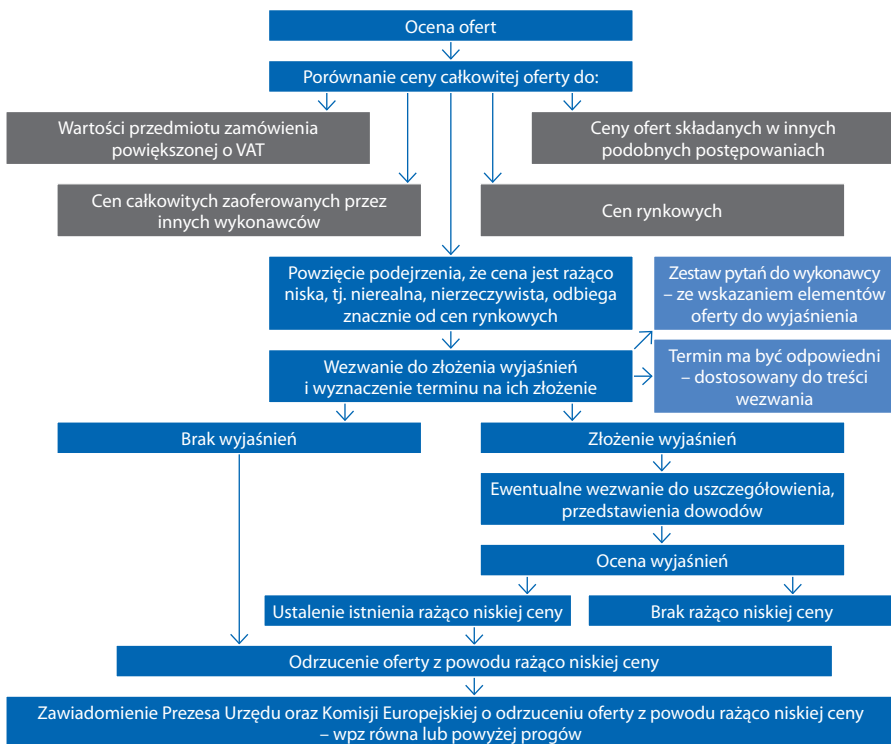 Ocena ofert
Porównanie ceny całkowitej oferty do:
Wartości przedmiotu zamówienia
powiększonej o VAT
Ceny ofert składanych w innych
podobnych postępowaniach
Cen całkowitych zaoferowanych przez
innych wykonawców
Cen rynkowych
Powzięcie podejrzenia, że cena jest rażąco
niska, tj. nierealna, nierzeczywista, odbiega
znacznie od cen rynkowych
Zestaw pytań do wykonawcy
– ze wskazaniem elementów
oferty do wyjaśnienia
Wezwanie do złożenia wyjaśnień
i wyznaczenie terminu na ich złożenie
Termin ma być odpowiedni
– dostosowany do treści
wezwania
Brak wyjaśnień
Złożenie wyjaśnień
Ewentualne wezwanie do uszczegółowienia,
przedstawienia dowodów
Ocena wyjaśnień
Ustalenie istnienia rażąco niskiej ceny
Brak rażąco niskiej ceny
Odrzucenie oferty z powodu rażąco niskiej ceny
Zawiadomienie Prezesa Urzędu oraz Komisji Europejskiej o odrzuceniu oferty z powodu rażąco niskiej ceny
– wpz równa lub powyżej progów